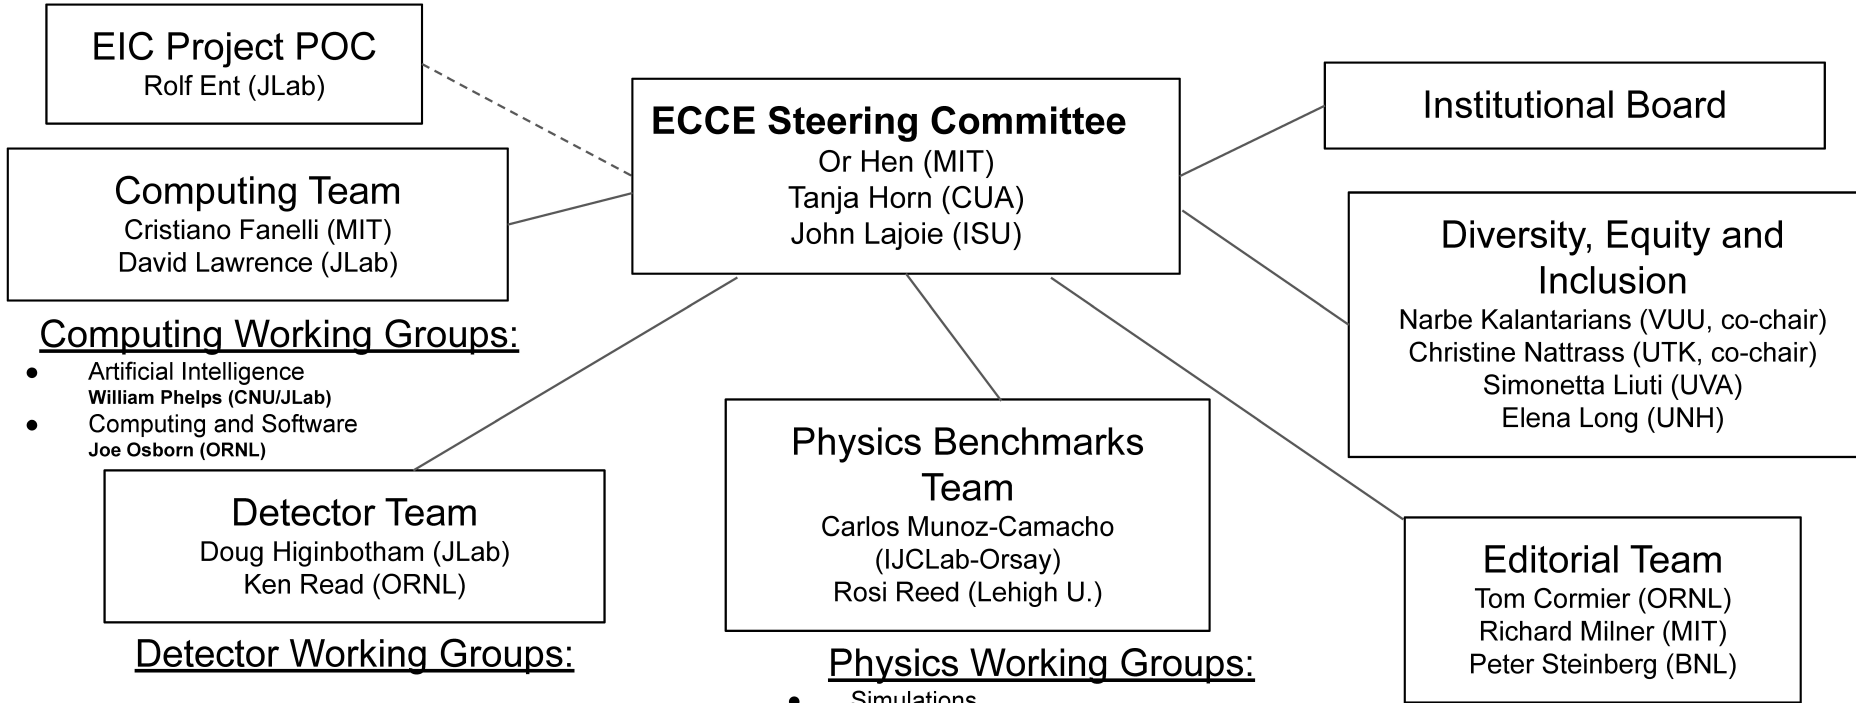 EIC Project POC
Rolf Ent (JLab)
Computing Team
Cristiano Fanelli (MIT)
David Lawrence (JLab)
Computing Working Groups:
● Artificial Intelligence
William Phelps (CNU/JLab)
● Computing and Software
Joe Osborn (ORNL)
Detector Team
Doug Higinbotham (JLab)
Ken Read (ORNL)
Detector Working Groups:
ECCE Steering Committee
Or Hen (MIT)
Tanja Horn (CUA)
John Lajoie (ISU)
Physics Benchmarks
Team
Carlos Munoz-Camacho
(IJCLab-Orsay)
Rosi Reed (Lehigh U.)
Physics Working Groups:
● Simulations
Institutional Board
Diversity, Equity and
Inclusion
Narbe Kalantarians (VUU, co-chair)
Christine Nattrass (UTK, co-chair)
Simonetta Liuti (UVA)
Elena Long (UNH)
Editorial Team
Tom Cormier (ORNL)
Richard Milner (MIT)
Peter Steinberg (BNL)